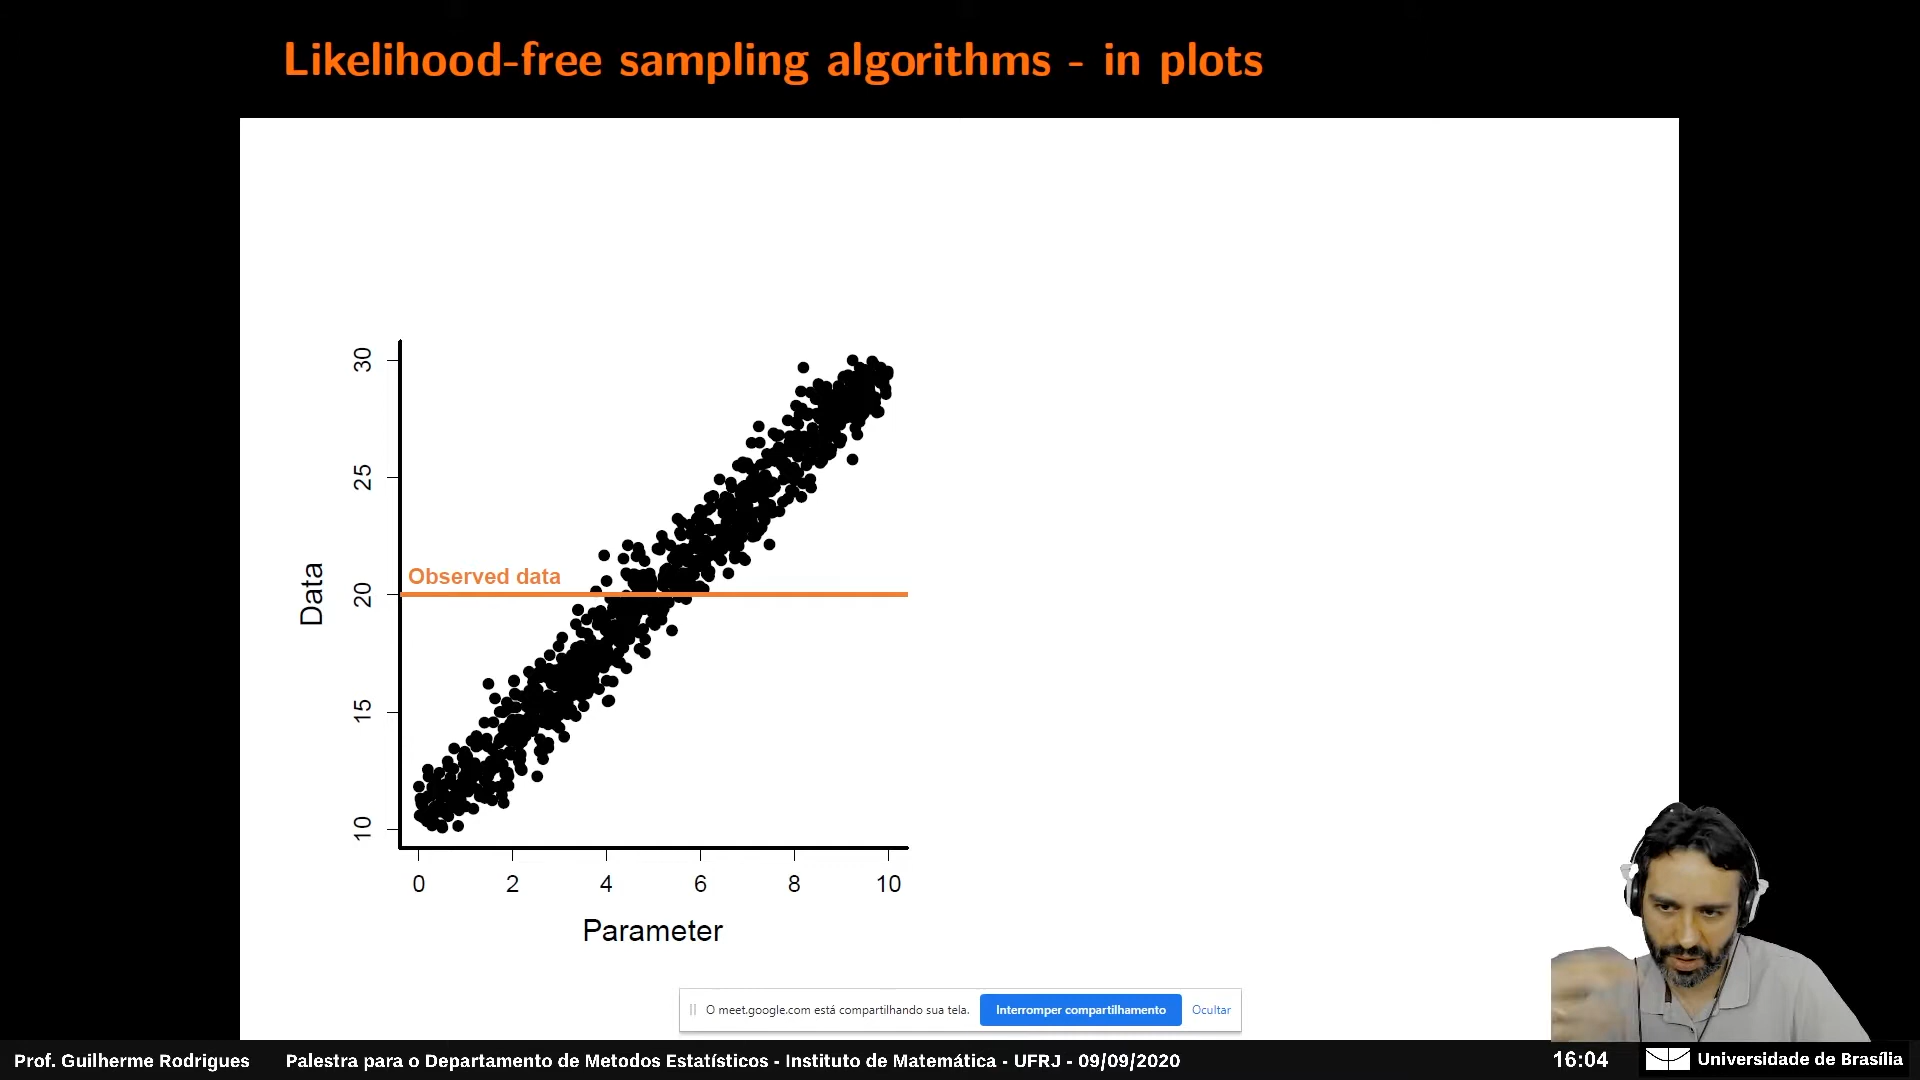 Likelihood-free sampling algorithms - in plots
30
25
20
15
10
Data
Observed data
0 2 4 6 8 10
Parameter
O meet.google.com está compartilhando sua tela. Interromper compartilhamento Ocultar
Prof. Guilherme Rodrigues Palestra para o Departamento de Metodos Estatísticos - Instituto de Matemática - UFRJ - 09/09/2020 16:04 Universidade de Brasília